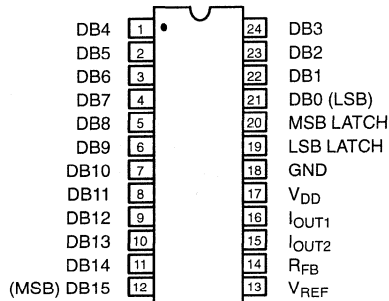 DB4 1 24 DB3
DB5 2 23 DB2
DB6 3 22 DB1
DB7 4 21 DB0 (LSB)
DB8 5 20 MSB LATCH
DB9 6 19 LSB LATCH
DB10 7 18 GND
DB11 8 17 VDD
DB12 9 16 IOUT1
DB13 10 15 IOUT2
DB14 11 14 RFB
(MSB) DB15 12 13 VREF